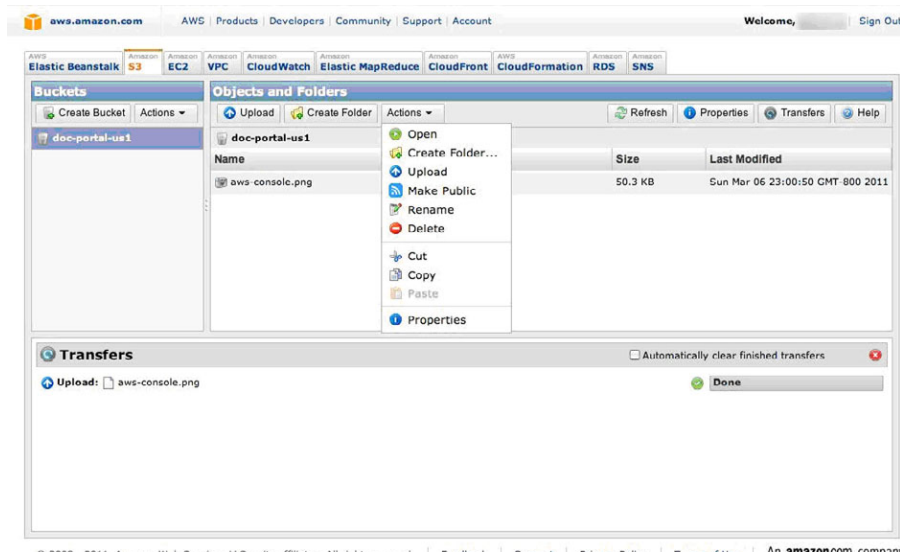 aws.amazon.com AWS | Products | Developers | Community | Support | Account Welcome, Sign Out
AWS Elastic Beanstalk
Amazon S3
Amazon EC2
Amazon VPC
Amazon CloudWatch
Amazon Elastic MapReduce
Amazon CloudFront
AWS CloudFormation
Amazon RDS
Amazon SNS
Buckets
Create Bucket Actions
doc-portal-us1
Objects and Folders
Upload Create Folder Actions Refresh Properties Transfers Help
doc-portal-us1
Name Size Last Modified
aws-console.png 50.3 KB Sun Mar 06 23:00:50 GMT-800 2011
Open
Create Folder...
Upload
Make Public
Rename
Delete
Cut
Copy
Paste
Properties
Transfers Automatically clear finished transfers
Upload: aws-console.png Done
An amazon.com company